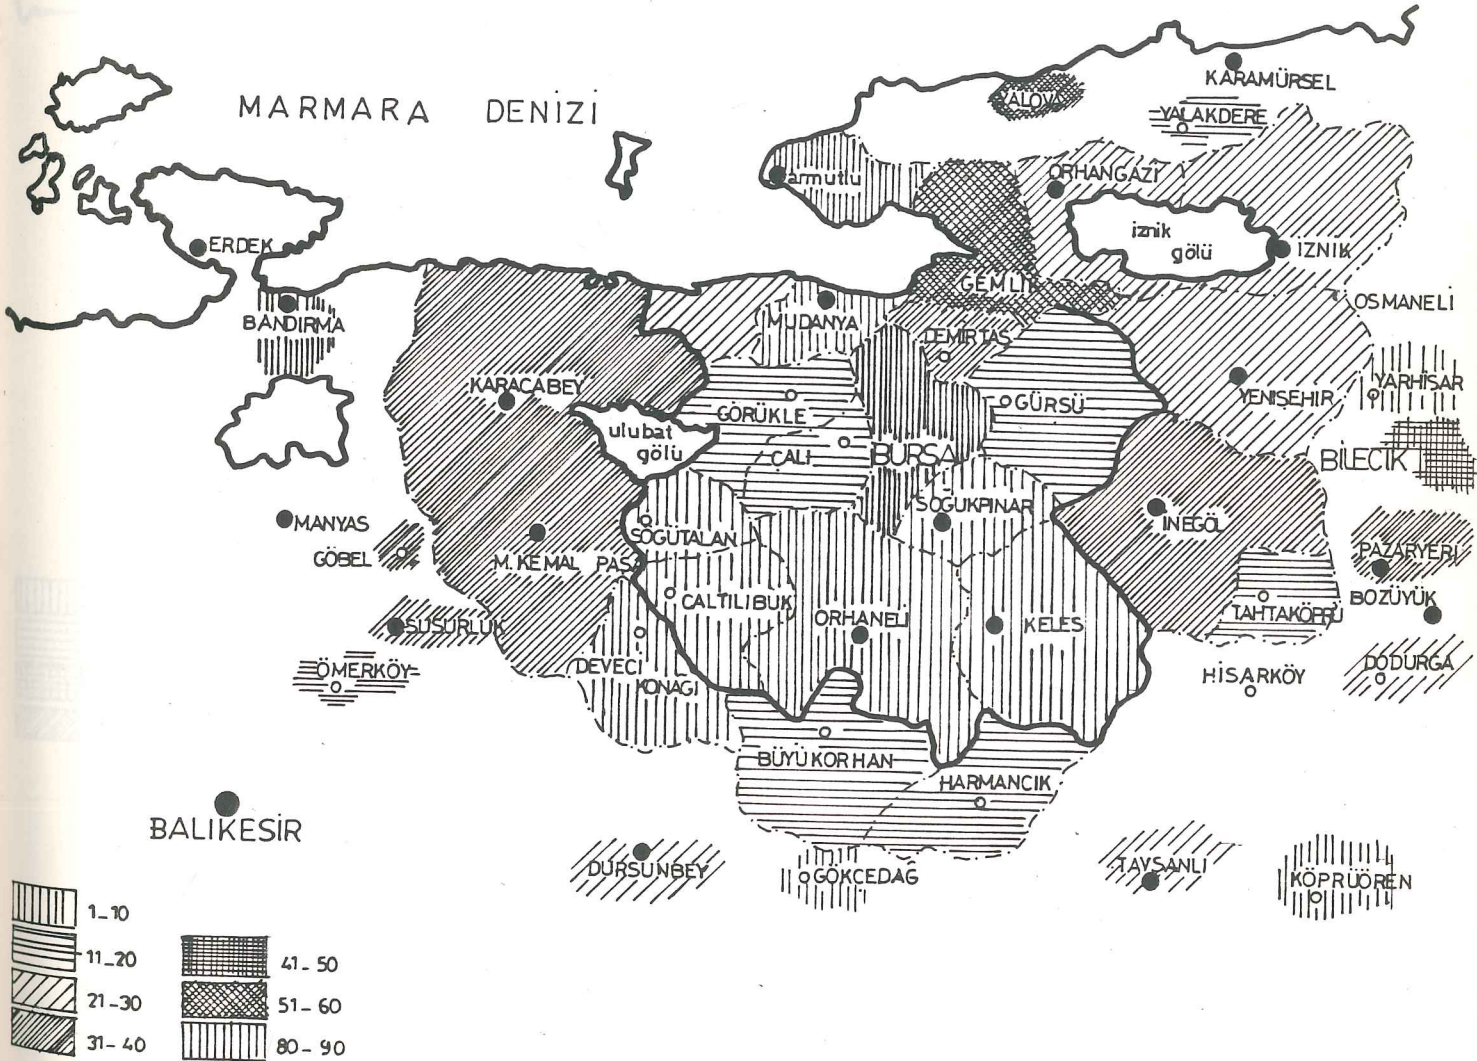 MARMARA DENİZİ
KARAMÜRSEL
YALOVA
YALAKDERE
armutlu
ORHANGAZİ
iznik
gölü
İZNİK
ERDEK
GEMLİ
OSMANELİ
BANDIRMA
MUDANYA
DEMİRTAŞ
YARHİSAR
YENİŞEHİR
KARACABEY
GÖRÜKLE
GÜRSÜ
ulubat
gölü
ÇALI
BURSA
BİLECİK
MANYAS
SOĞUKPINAR
İNEGÖL
SÖĞÜTALAN
GÖBEL
M. KEMAL PAŞA
PAZARYERİ
ÇALTILIBUK
BOZÜYÜK
TAHTAKÖPRÜ
SUSURLUK
ORHANELİ
KELES
DEVECİ
KONAGI
ÖMERKÖY
HİSARKÖY
DODURGA
BÜYÜKORHAN
HARMANCIK
BALIKESİR
DURSUNBEY
GÖKCEDAĞ
TAVŞANLI
KÖPRÜÖREN
1-10
11-20
21-30
31-40
41-50
51-60
80-90